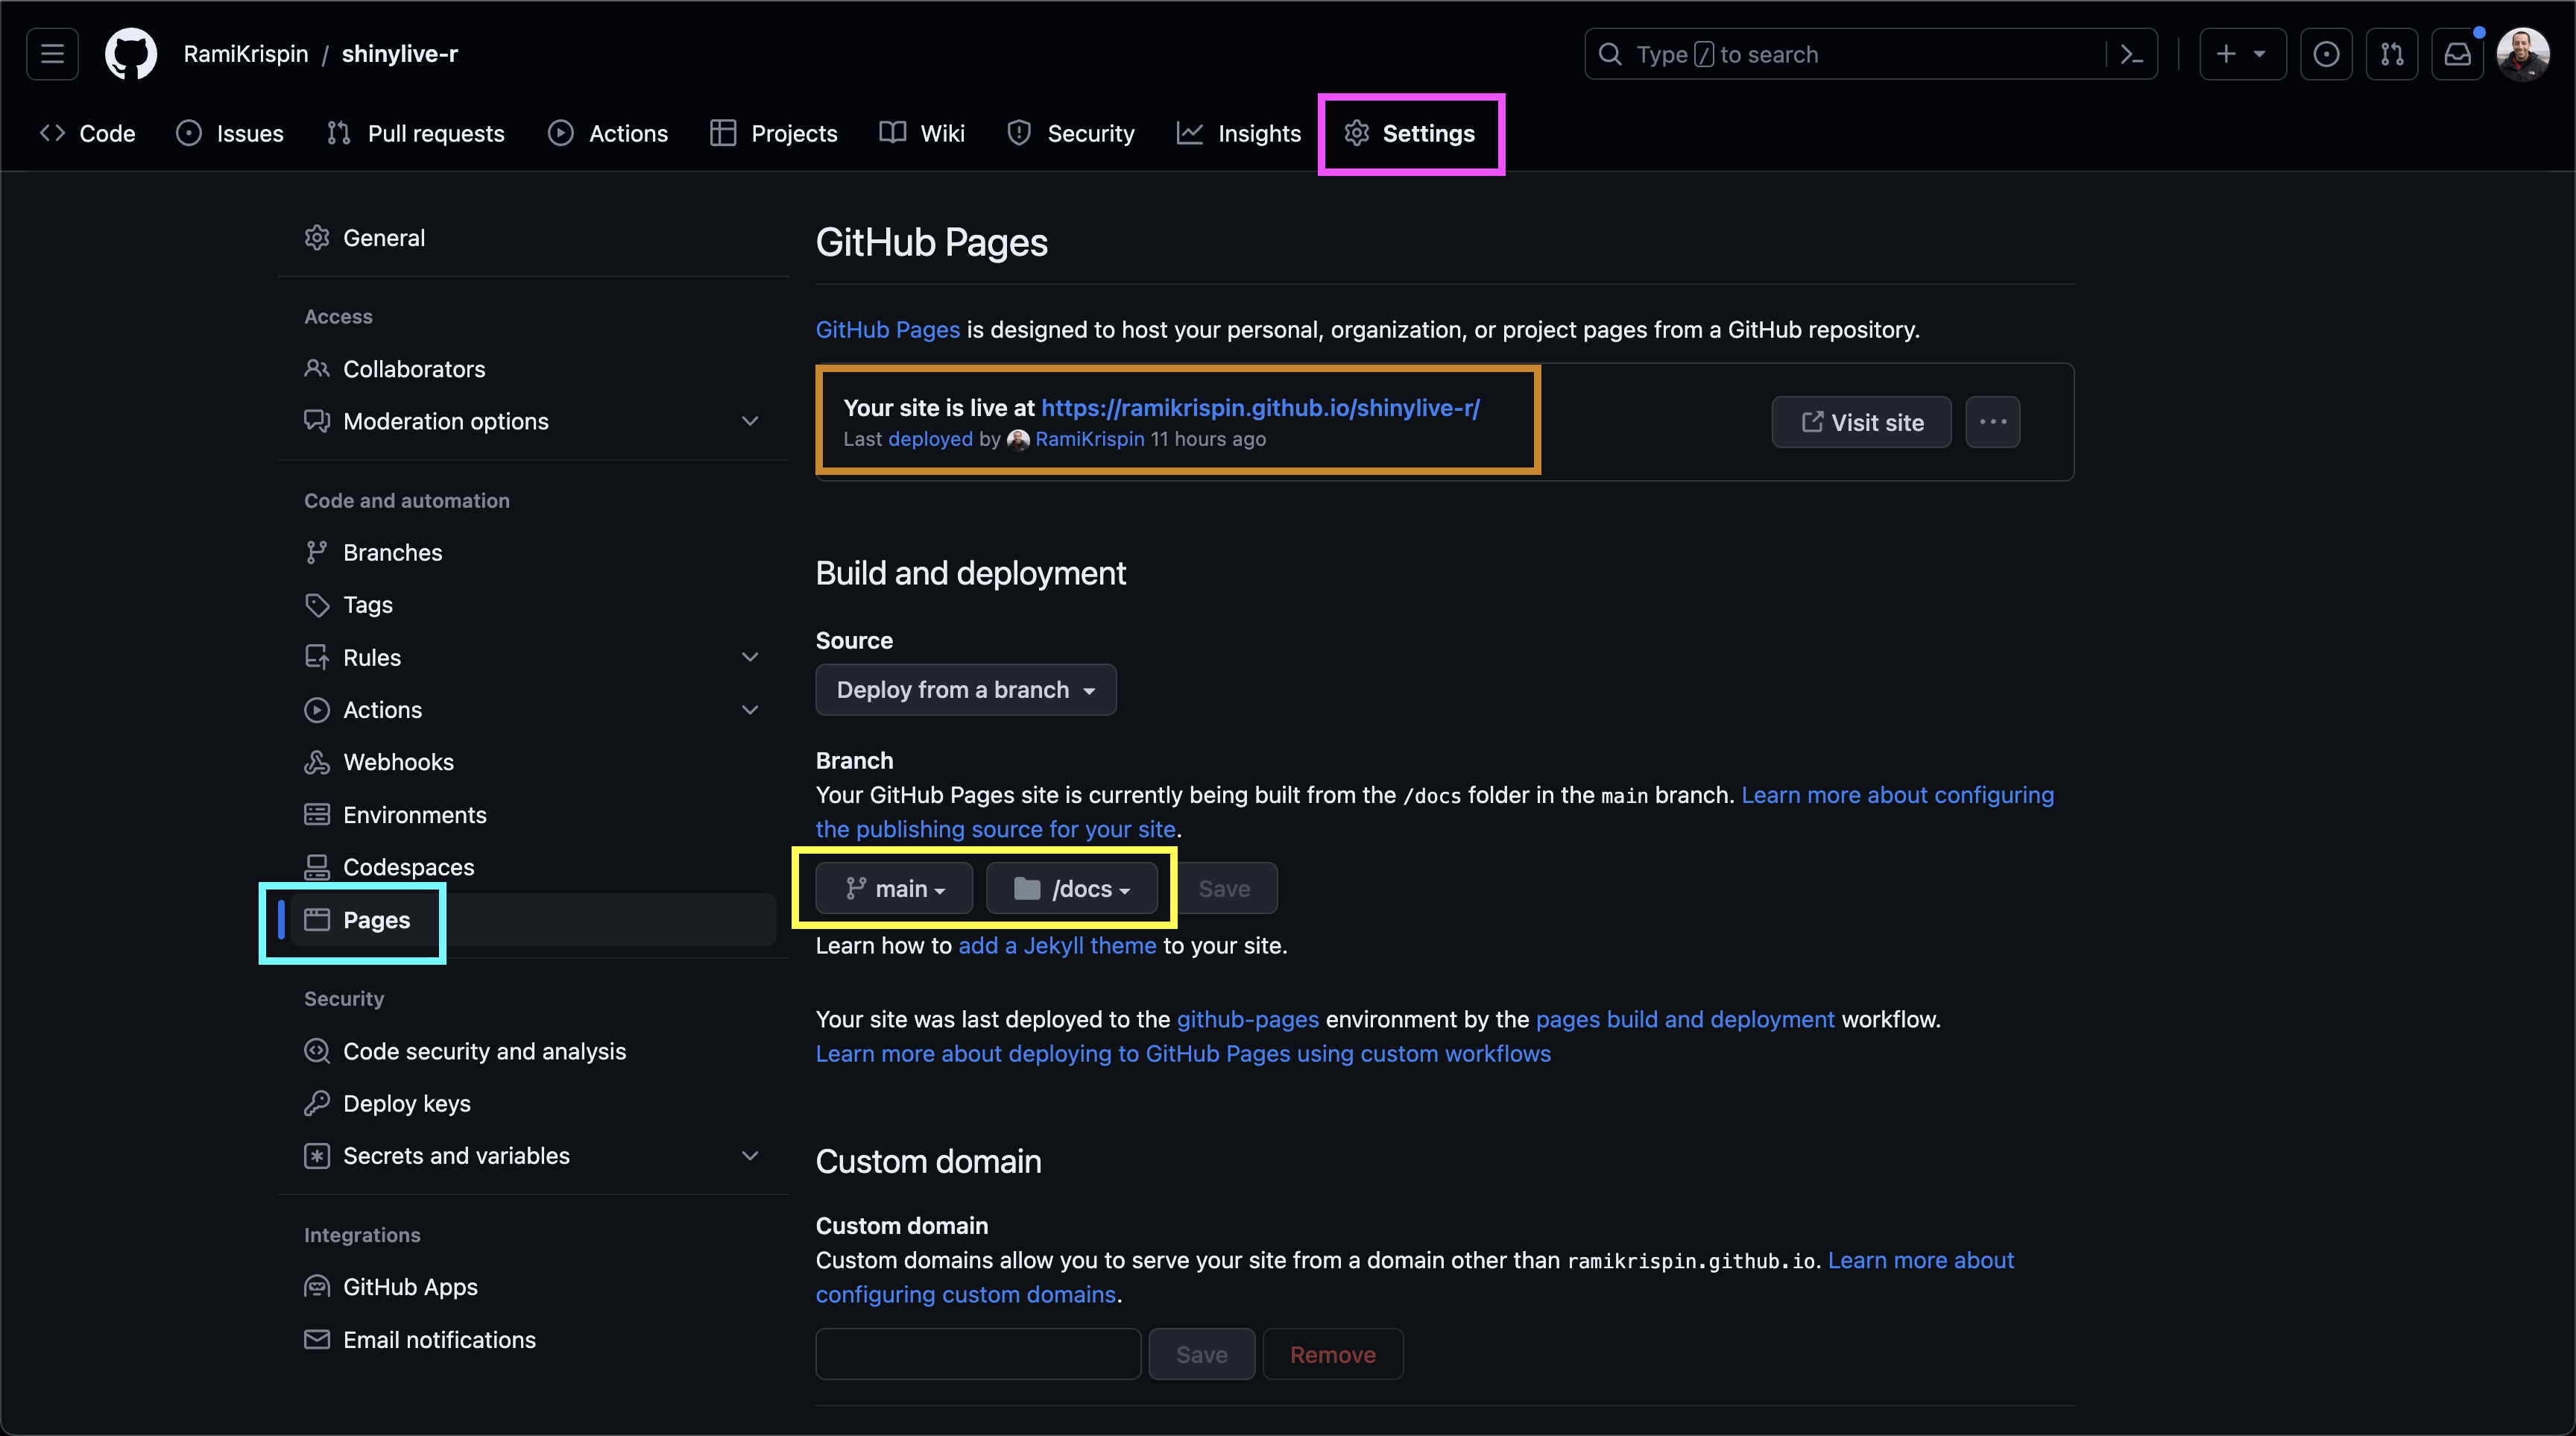 RamiKrispin / shinylive-r
Type / to search
Code
Issues
Pull requests
Actions
Projects
Wiki
Security
Insights
Settings
General
Access
Collaborators
Moderation options
Code and automation
Branches
Tags
Rules
Actions
Webhooks
Environments
Codespaces
Pages
Security
Code security and analysis
Deploy keys
Secrets and variables
Integrations
GitHub Apps
Email notifications
GitHub Pages
GitHub Pages is designed to host your personal, organization, or project pages from a GitHub repository.
Your site is live at https://ramikrispin.github.io/shinylive-r/
Last deployed by RamiKrispin 11 hours ago
Visit site
Build and deployment
Source
Deploy from a branch
Branch
Your GitHub Pages site is currently being built from the /docs folder in the main branch. Learn more about configuring
the publishing source for your site.
main
/docs
Save
Learn how to add a Jekyll theme to your site.
Your site was last deployed to the github-pages environment by the pages build and deployment workflow.
Learn more about deploying to GitHub Pages using custom workflows
Custom domain
Custom domain
Custom domains allow you to serve your site from a domain other than ramikrispin.github.io. Learn more about
configuring custom domains.
Save
Remove